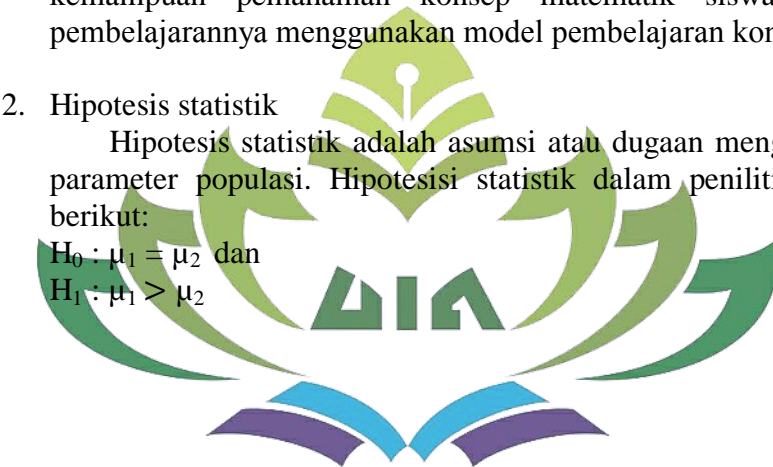 kemampuan pemahaman konsep matematik siswa
pembelajarannya menggunakan model pembelajaran kon
2. Hipotesis statistik
Hipotesis statistik adalah asumsi atau dugaan meng
parameter populasi. Hipotesisi statistik dalam penilit
berikut:
H₀ : µ₁ = µ₂ dan
H₁ : µ₁ > µ₂
UIN